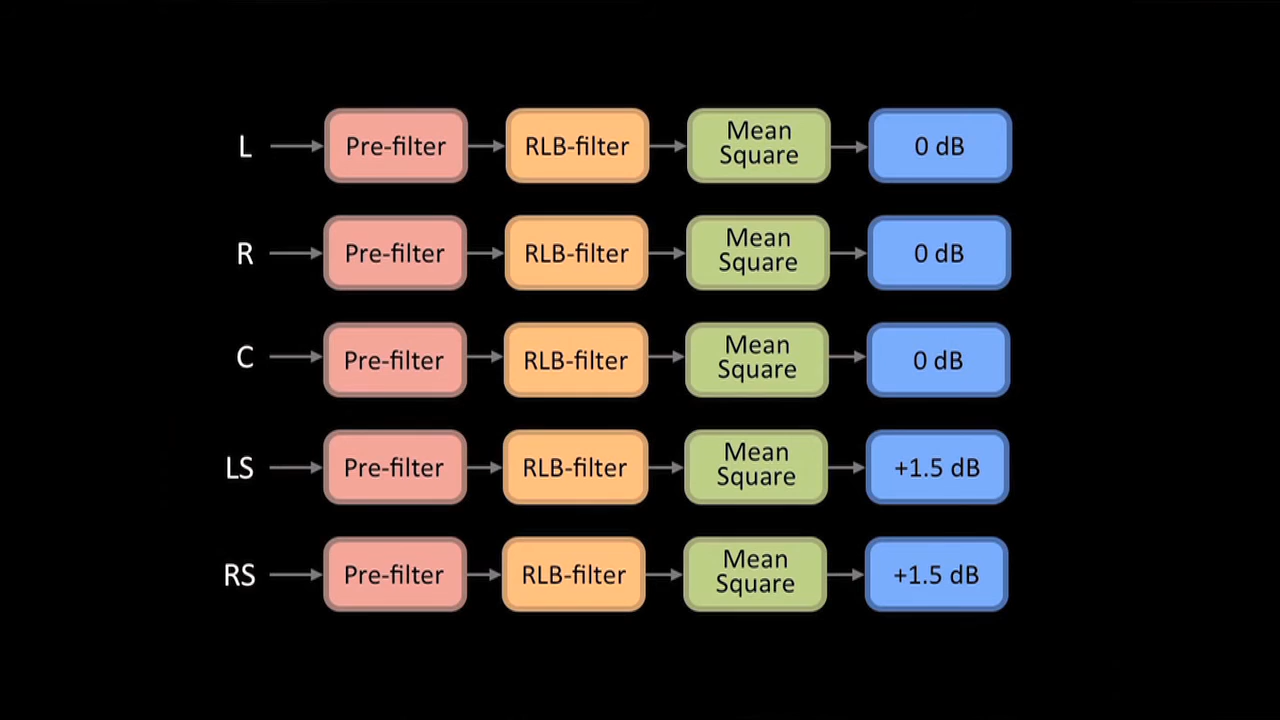 L Pre-filter RLB-filter Mean Square 0 dB
R Pre-filter RLB-filter Mean Square 0 dB
C Pre-filter RLB-filter Mean Square 0 dB
LS Pre-filter RLB-filter Mean Square +1.5 dB
RS Pre-filter RLB-filter Mean Square +1.5 dB